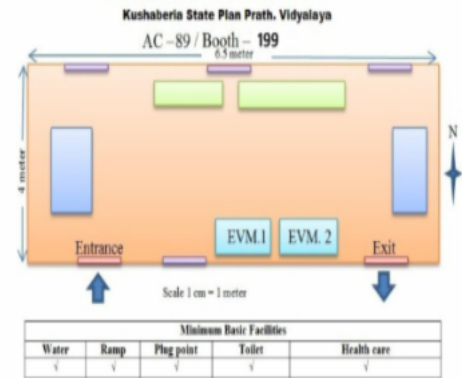 Kushaberia State Plan Prath. Vidyalaya
AC –89 / Booth – 199
6.5 meter
4 meter
N
EVM.1 EVM. 2
Entrance Exit
Scale 1 cm = 1 meter
Minimum Basic Facilities
Water Ramp Plug point Toilet Health care
√ √ √ √ √